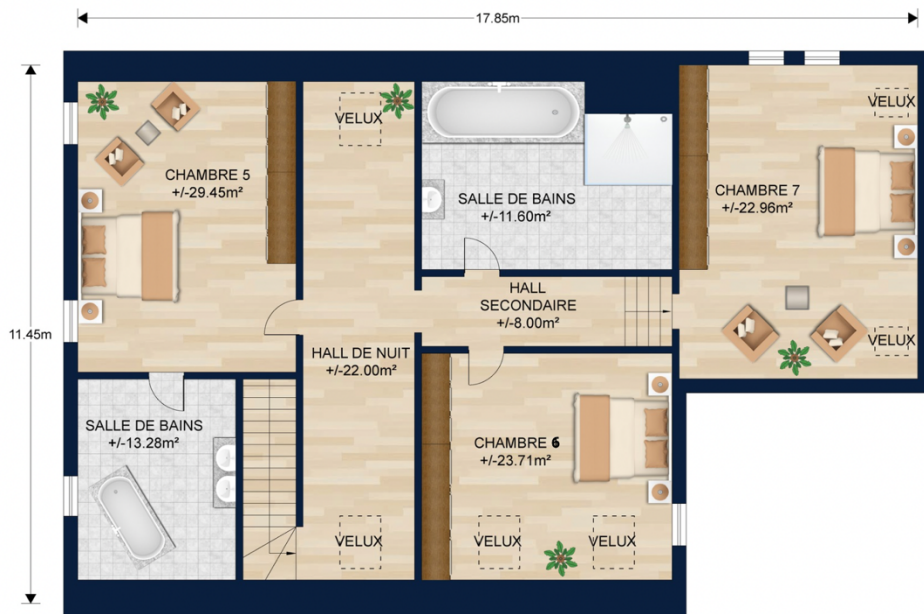 17.85m
11.45m
VELUX
VELUX
CHAMBRE 5
+/-29.45m²
SALLE DE BAINS
+/-11.60m²
CHAMBRE 7
+/-22.96m²
HALL
SECONDAIRE
+/-8.00m²
HALL DE NUIT
+/-22.00m²
VELUX
SALLE DE BAINS
+/-13.28m²
CHAMBRE 6
+/-23.71m²
VELUX
VELUX
VELUX